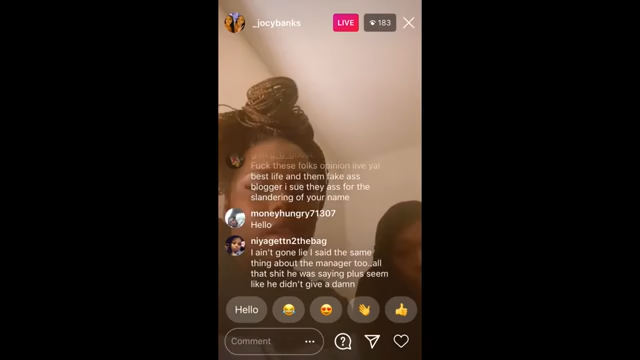 _jocybanks
LIVE
183
Fuck these folks opinion live ya!
best life and them fake ass
blogger i sue they ass for the
slandering of your name
moneyhungry71307
Hello
niyagettn2thebag
I ain't gone lie I said the same
thing about the manager too..all
that shit he was saying plus seem
like he didn't give a damn
Hello
Comment